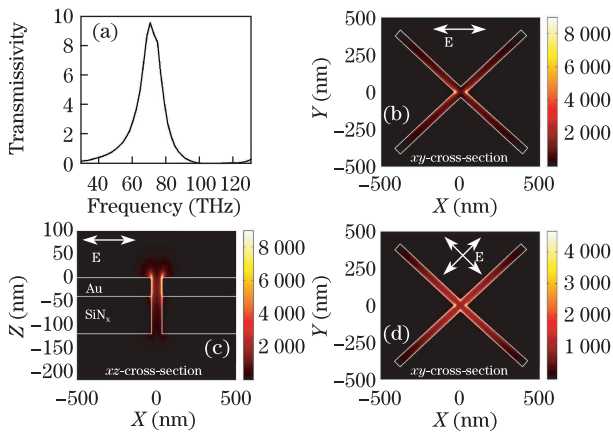 (a)
Transmissivity
10
8
6
4
2
0
40 60 80 100 120
Frequency (THz)
E
(b)
xy-cross-section
Y (nm)
500
250
0
−250
−500
−500 0 500
X (nm)
8 000
6 000
4 000
2 000
E
Au
SiNₓ
(c)
xz-cross-section
Z (nm)
100
50
0
−50
−100
−150
−200
−500 0 500
X (nm)
8 000
6 000
4 000
2 000
E
(d)
xy-cross-section
Y (nm)
500
250
0
−250
−500
−500 0 500
X (nm)
4 000
3 000
2 000
1 000